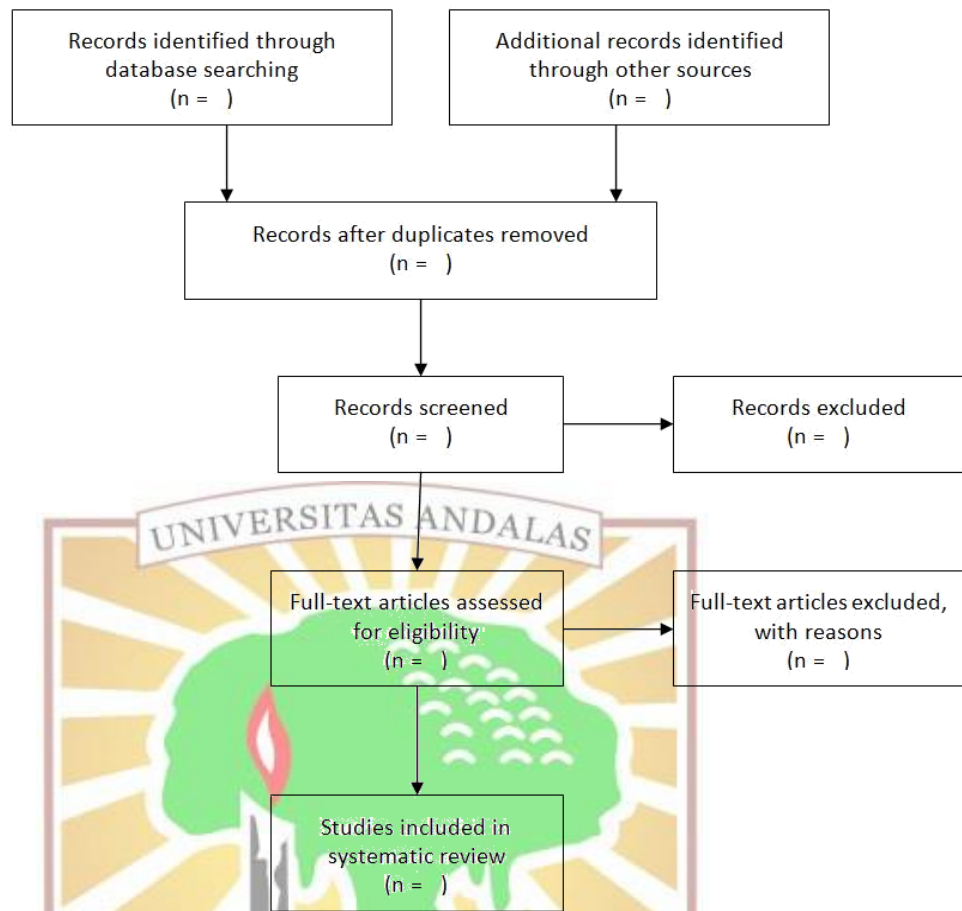 Records identified through
database searching
(n =   )
Additional records identified
through other sources
(n =   )
Records after duplicates removed
(n =   )
Records screened
(n =   )
Records excluded
(n =   )
UNIVERSITAS ANDALAS
Full-text articles assessed
for eligibility
(n =   )
Full-text articles excluded,
with reasons
(n =   )
Studies included in
systematic review
(n =   )